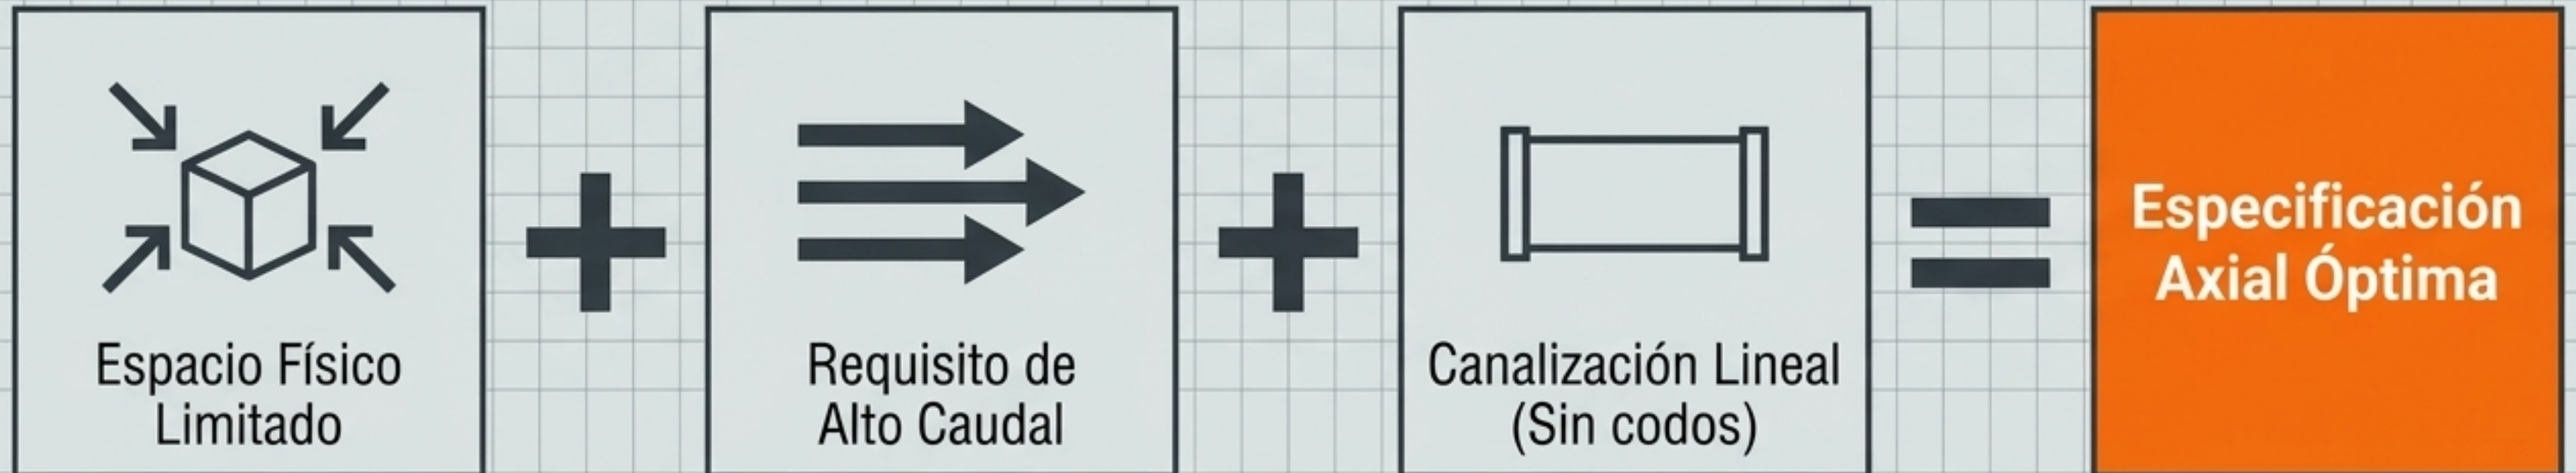 Espacio Físico
Limitado
Requisito de
Alto Caudal
Canalización Lineal
(Sin codos)
Especificación
Axial Óptima